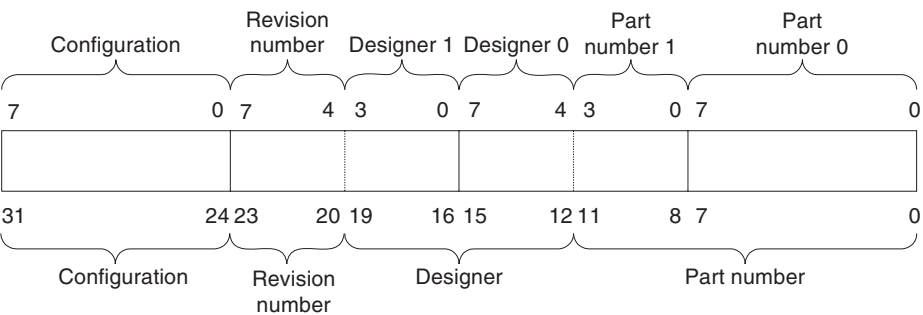 Configuration Revision number Designer 1 Designer 0 Part number 1 Part number 0
7 0 7 4 3 0 7 4 3 0 7 0
31 24 23 20 19 16 15 12 11 8 7 0
Configuration Revision number Designer Part number